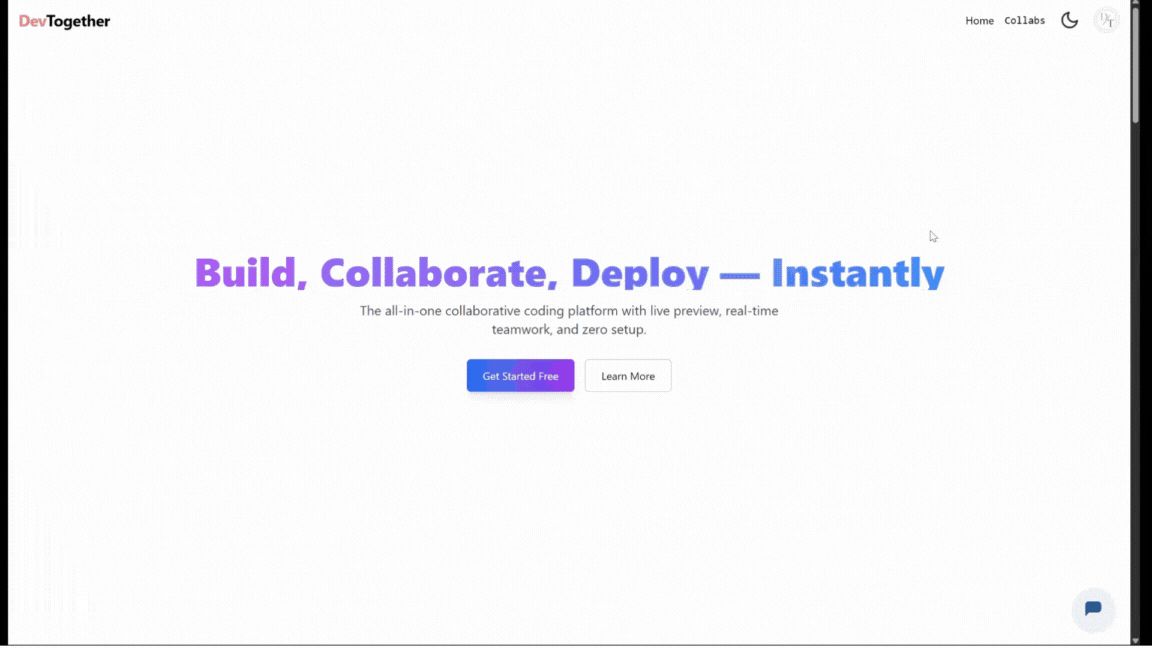 DevTogether
Home Collabs
DT
Build, Collaborate, Deploy — Instantly
The all-in-one collaborative coding platform with live preview, real-time
teamwork, and zero setup.
Get Started Free
Learn More